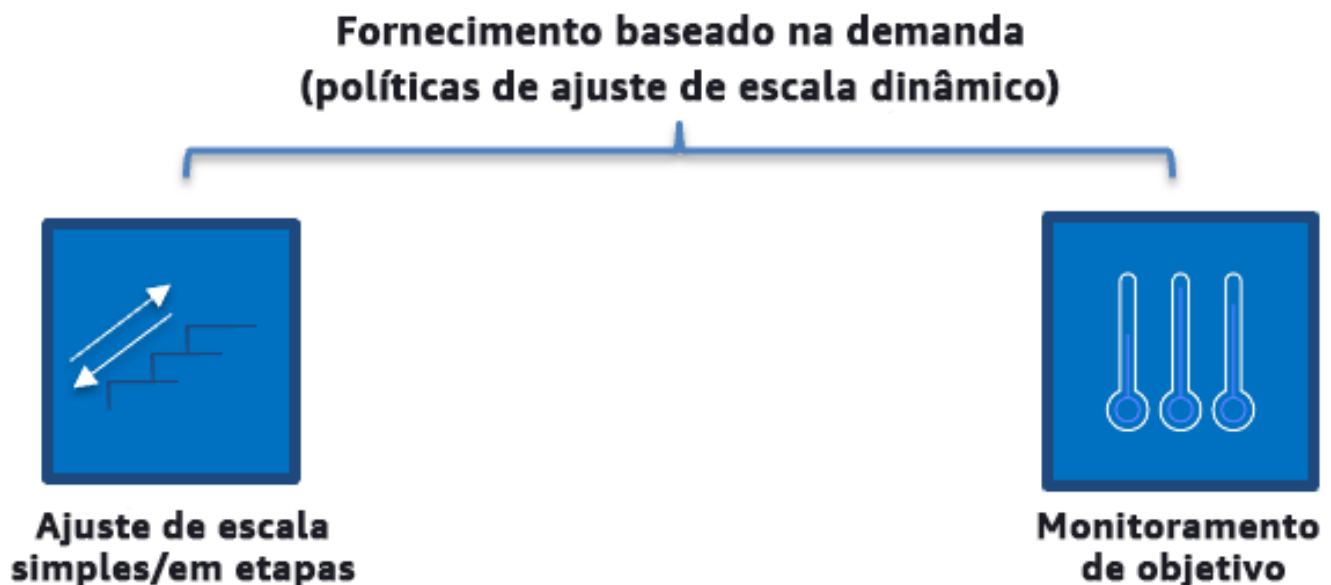 Fornecimento baseado na demanda
(políticas de ajuste de escala dinâmico)
Ajuste de escala
simples/em etapas
Monitoramento
de objetivo